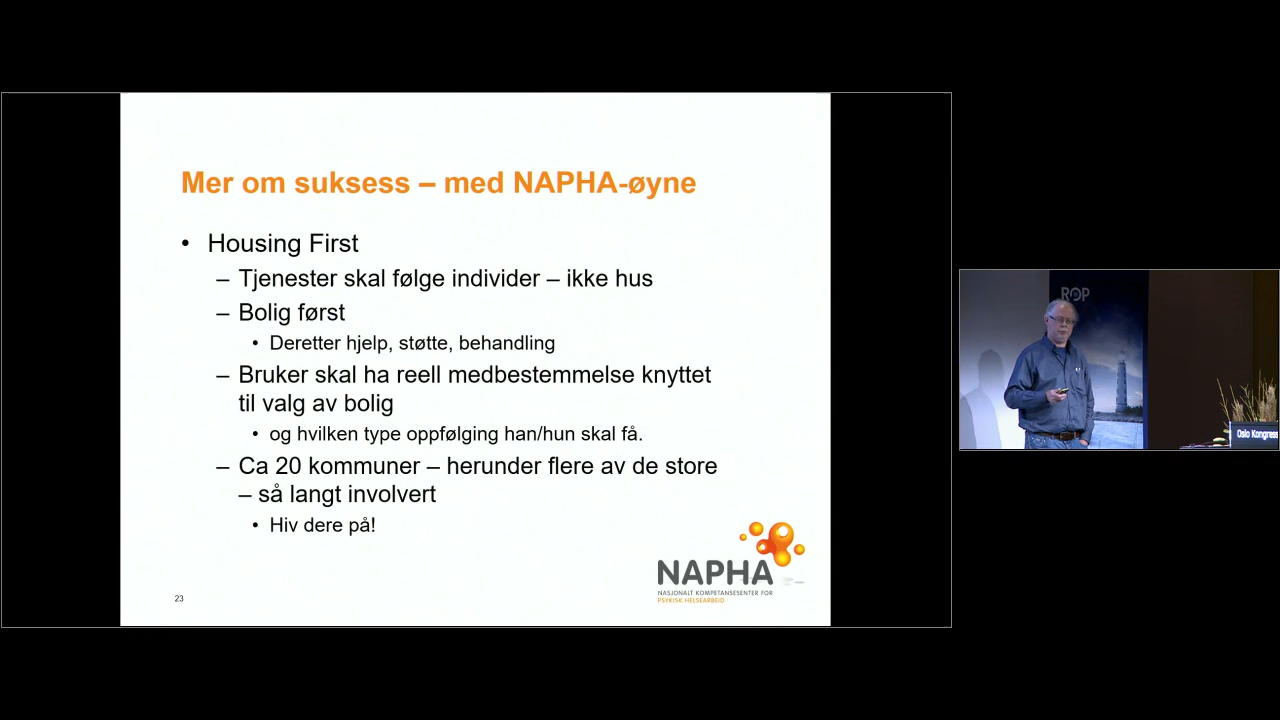 Mer om suksess – med NAPHA-øyne
• Housing First
– Tjenester skal følge individer – ikke hus
– Bolig først
• Deretter hjelp, støtte, behandling
– Bruker skal ha reell medbestemmelse knyttet
til valg av bolig
• og hvilken type oppfølging han/hun skal få.
– Ca 20 kommuner – herunder flere av de store
– så langt involvert
• Hiv dere på!
NAPHA
NASJONALT KOMPETANSESENTER FOR
PSYKISK HELSEARBEID
23
ROP
Oslo Kongress